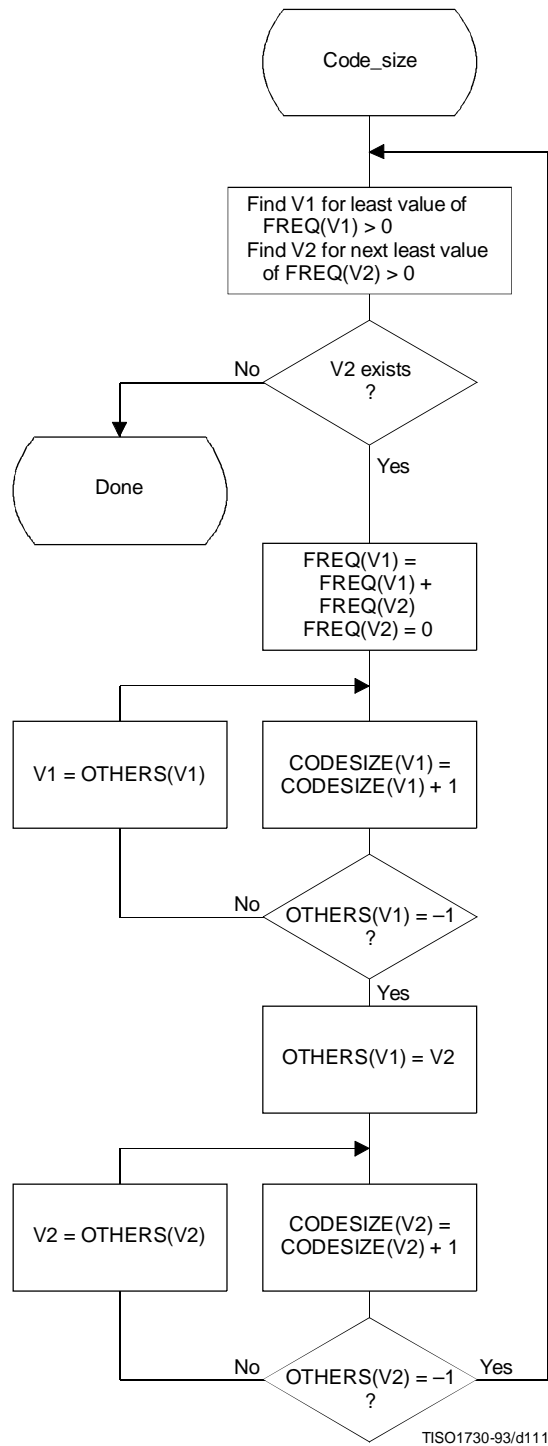 Code_size
Find V1 for least value of
FREQ(V1) > 0
Find V2 for next least value
of FREQ(V2) > 0
No
V2 exists
?
Done
Yes
FREQ(V1) =
FREQ(V1) +
FREQ(V2)
FREQ(V2) = 0
V1 = OTHERS(V1)
CODESIZE(V1) =
CODESIZE(V1) + 1
No
OTHERS(V1) = –1
?
Yes
OTHERS(V1) = V2
V2 = OTHERS(V2)
CODESIZE(V2) =
CODESIZE(V2) + 1
No
OTHERS(V2) = –1
?
Yes
TISO1730-93/d111